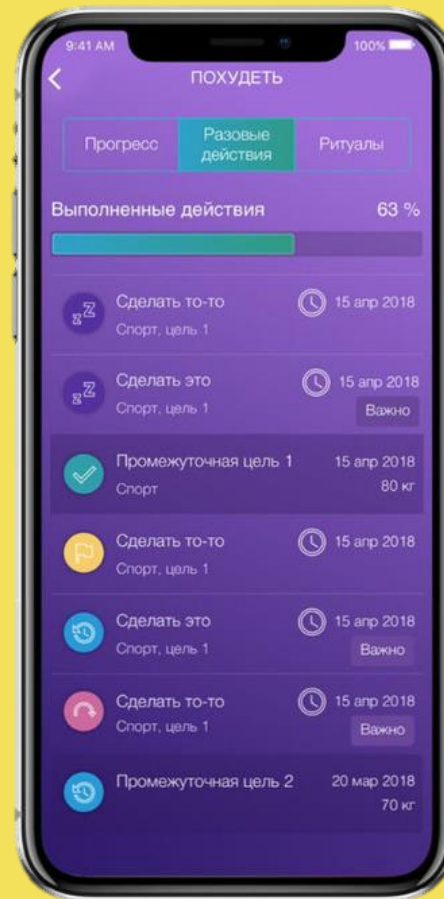 9:41 AM 100%
ПОХУДЕТЬ
Прогресс Разовые действия Ритуалы
Выполненные действия 63 %
Сделать то-то 15 апр 2018
Спорт, цель 1
Сделать это 15 апр 2018
Спорт, цель 1 Важно
Промежуточная цель 1 15 апр 2018
Спорт 80 кг
Сделать то-то 15 апр 2018
Спорт, цель 1
Сделать это 15 апр 2018
Спорт, цель 1 Важно
Сделать то-то 15 апр 2018
Спорт, цель 1 Важно
Промежуточная цель 2 20 мар 2018
70 кг